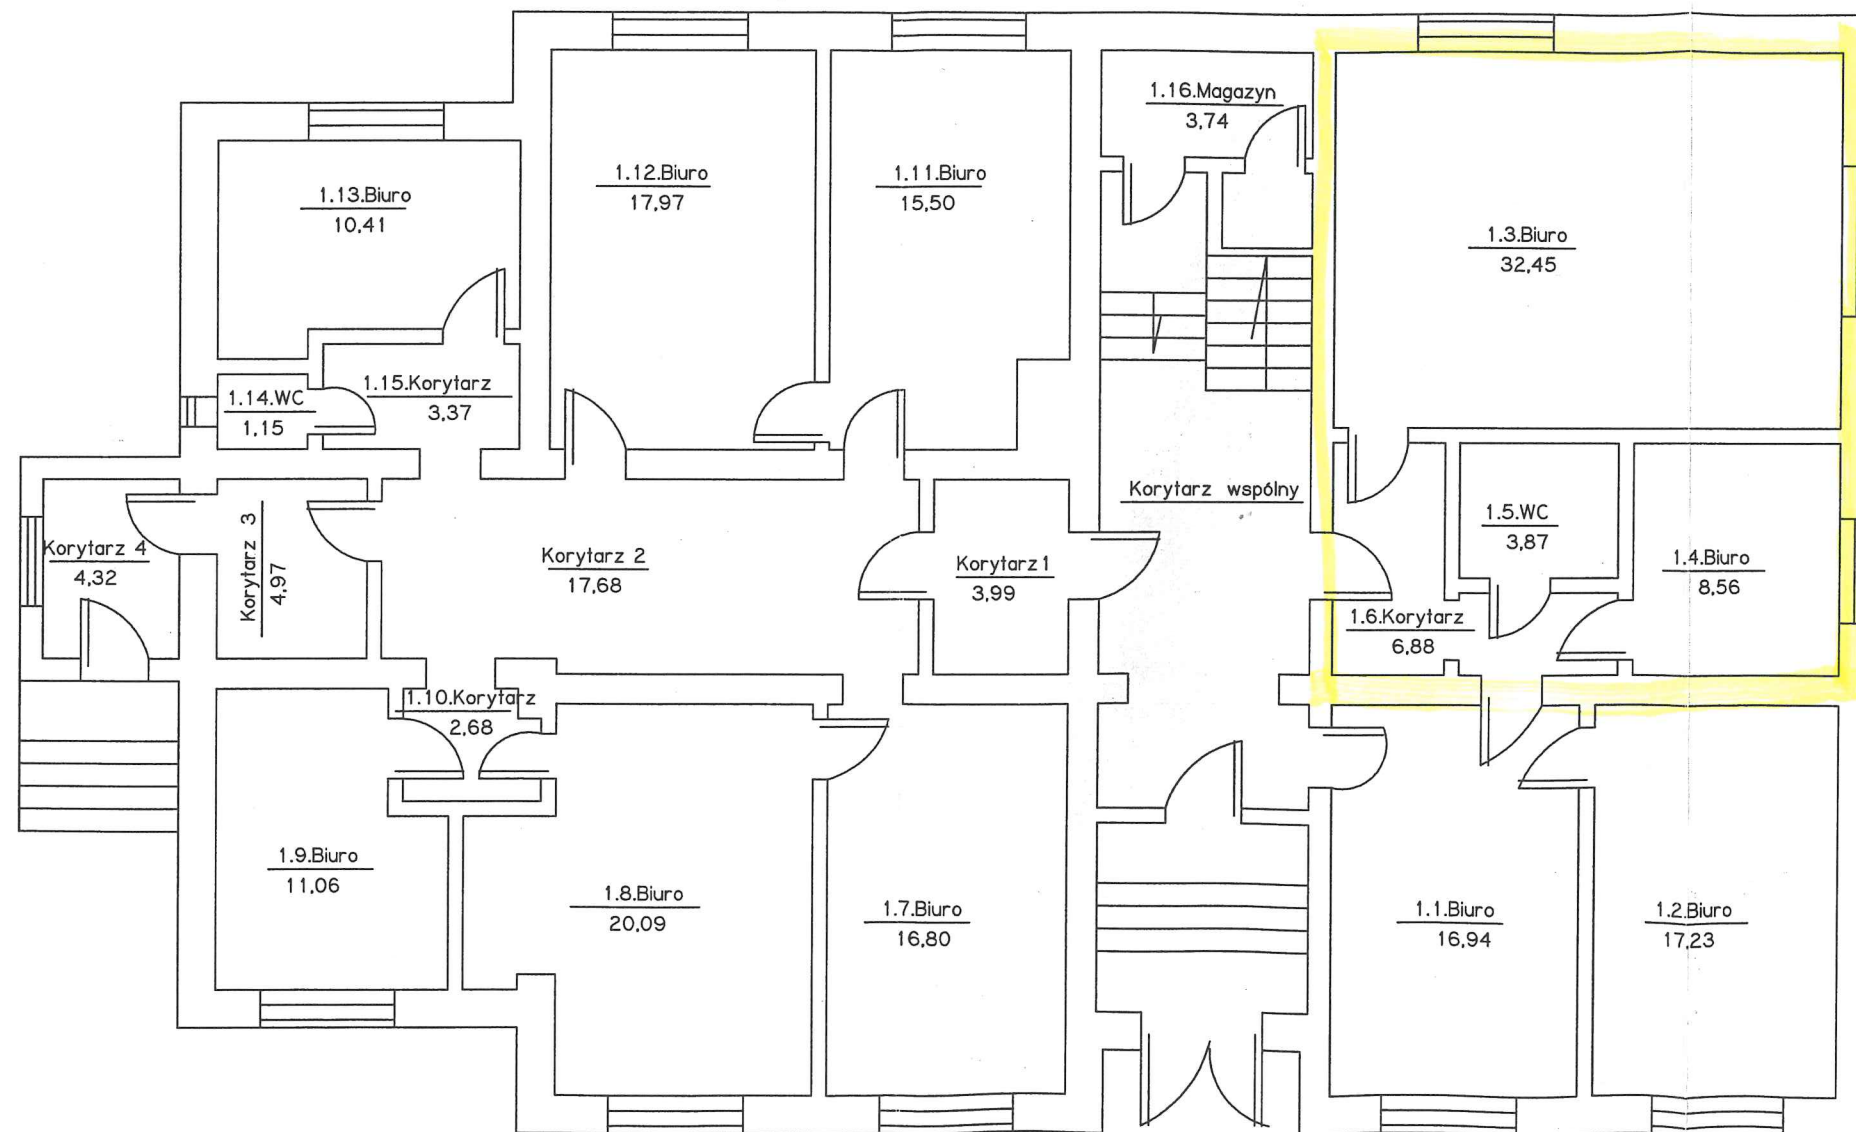 1.16.Magazyn
3,74
1.12.Biuro
17,97
1.11.Biuro
15,50
1.13.Biuro
10,41
1.3.Biuro
32,45
1.15.Korytarz
3,37
1.14.WC
1,15
Korytarz wspólny
1.5.WC
3,87
Korytarz 4
4,32
Korytarz 3
4,97
Korytarz 2
17,68
Korytarz 1
3,99
1.4.Biuro
8,56
1.6.Korytarz
6,88
1.10.Korytarz
2,68
1.9.Biuro
11,06
1.8.Biuro
20,09
1.7.Biuro
16,80
1.1.Biuro
16,94
1.2.Biuro
17,23